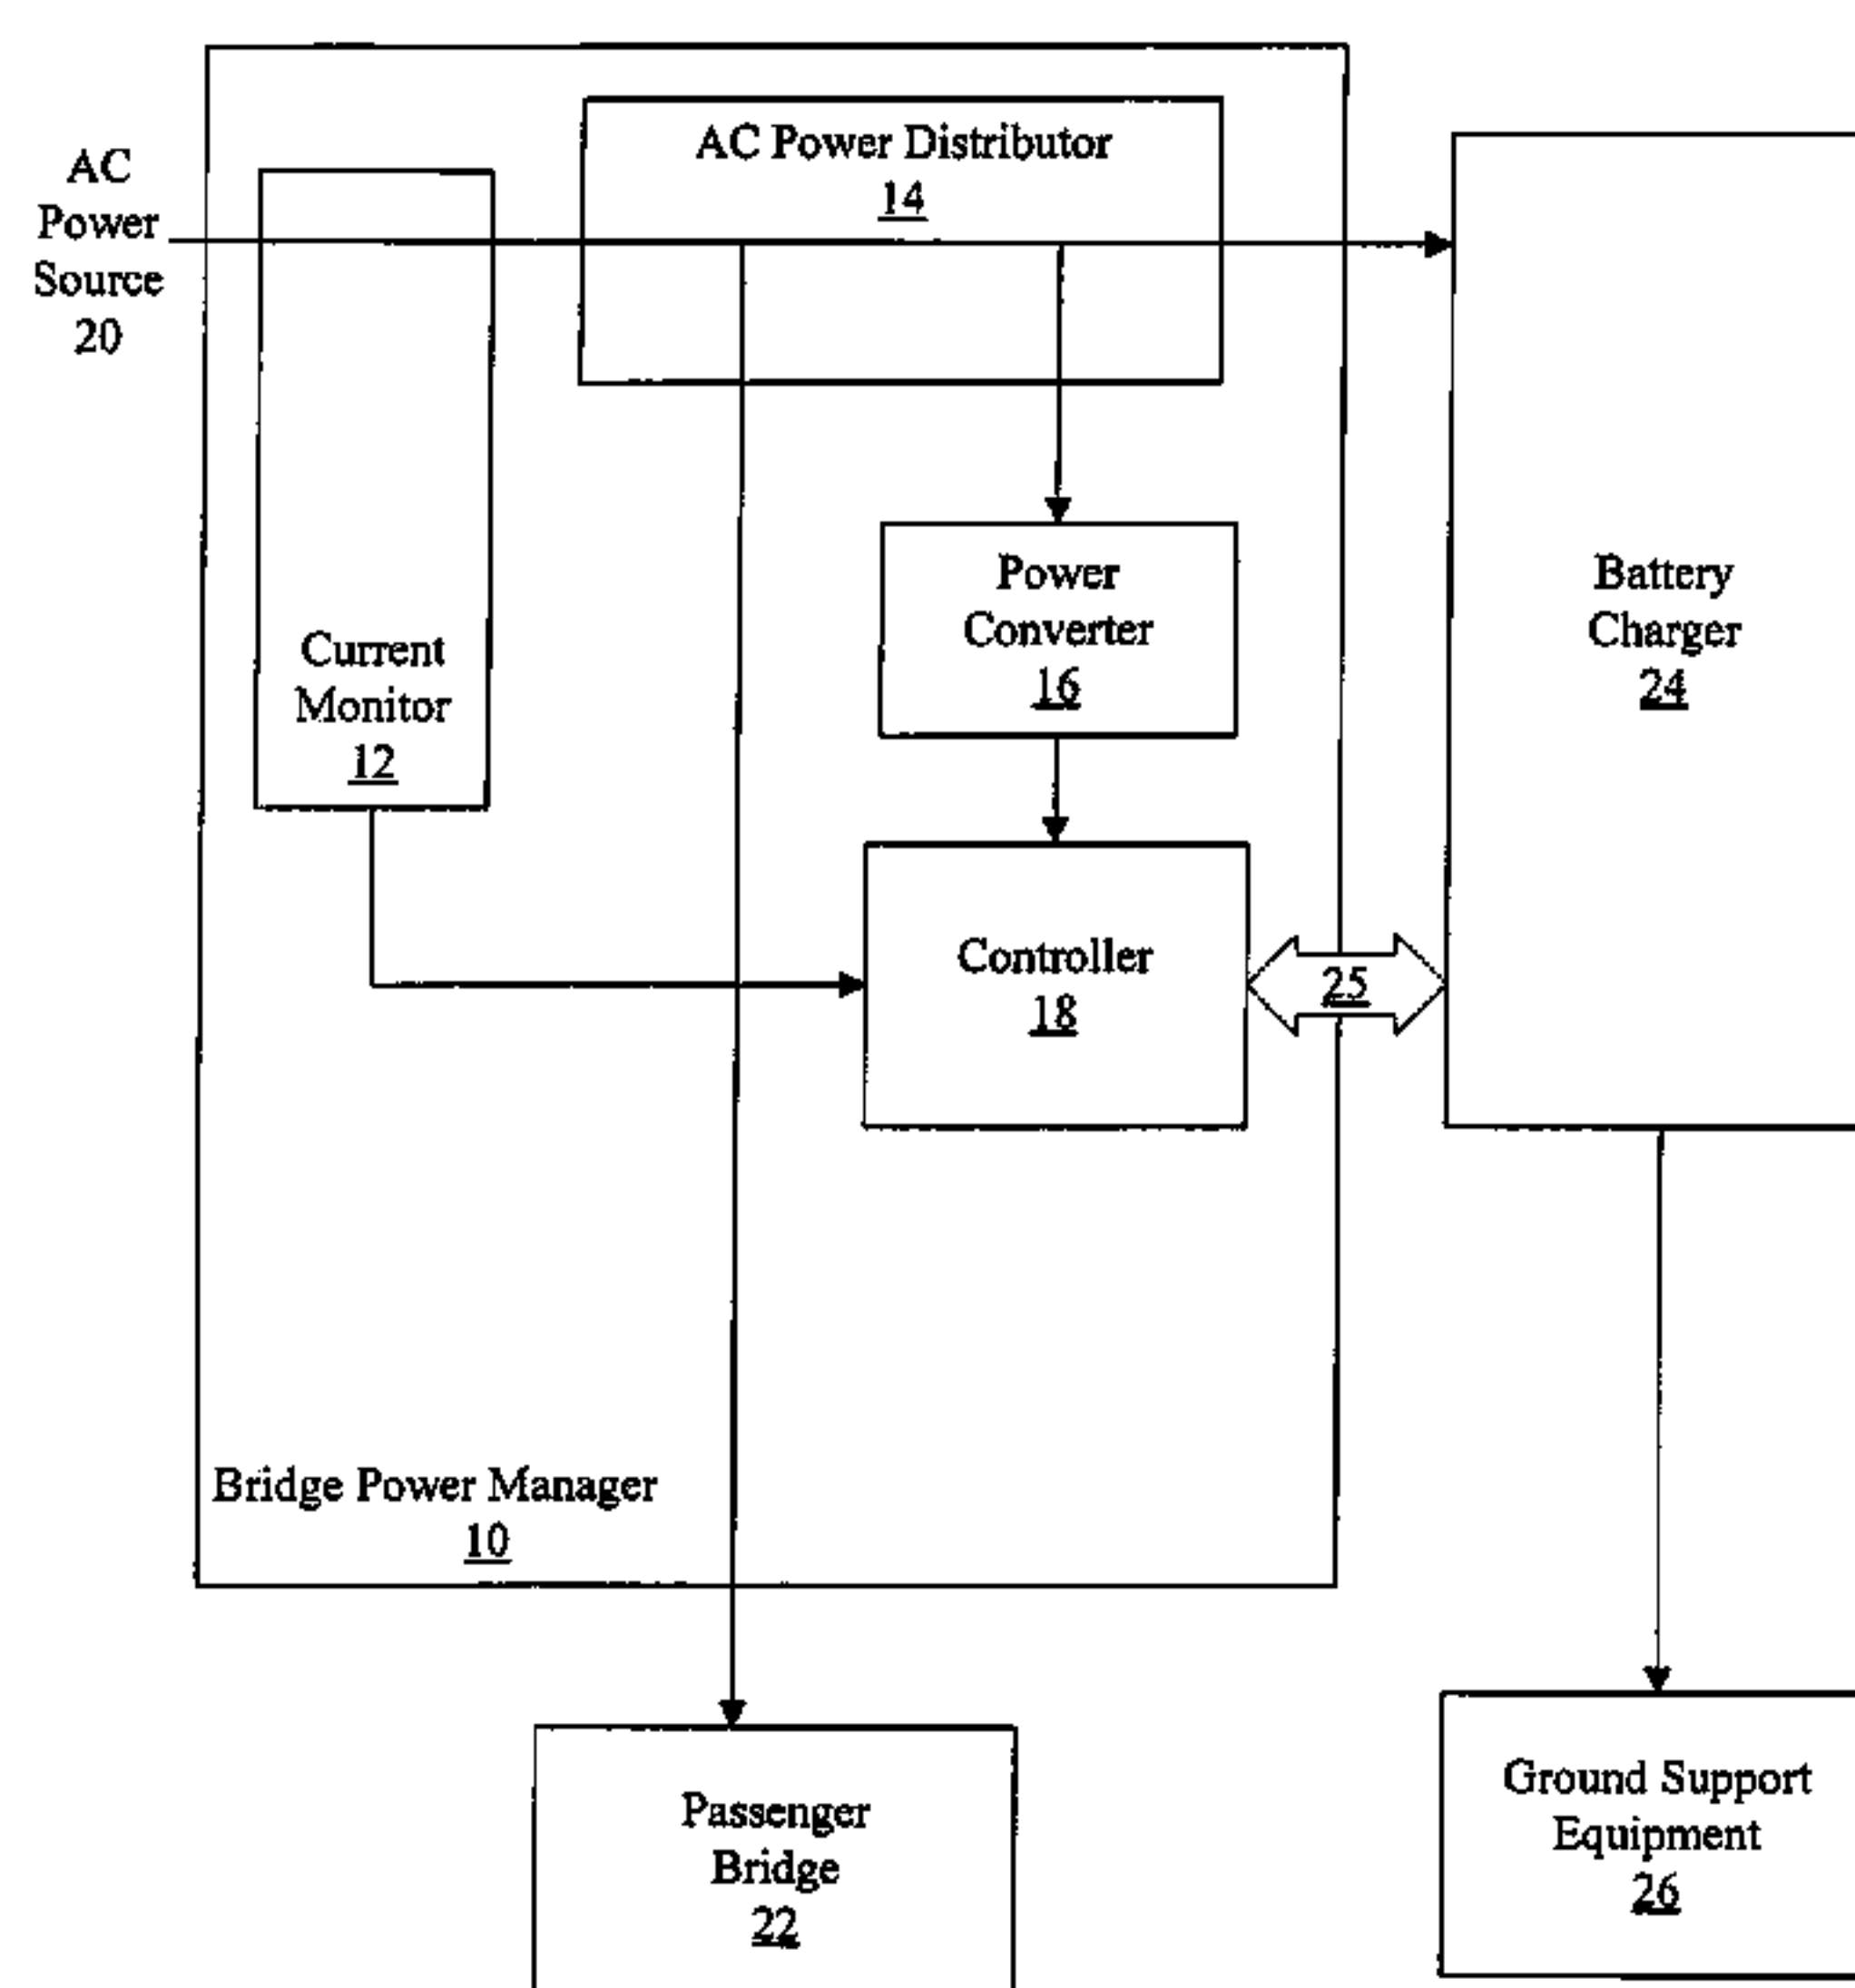 AC Power Distributor
14
AC
Power
Source
20
Current
Monitor
12
Power
Converter
16
Battery
Charger
24
Controller
18
25
Bridge Power Manager
10
Passenger
Bridge
22
Ground Support
Equipment
26